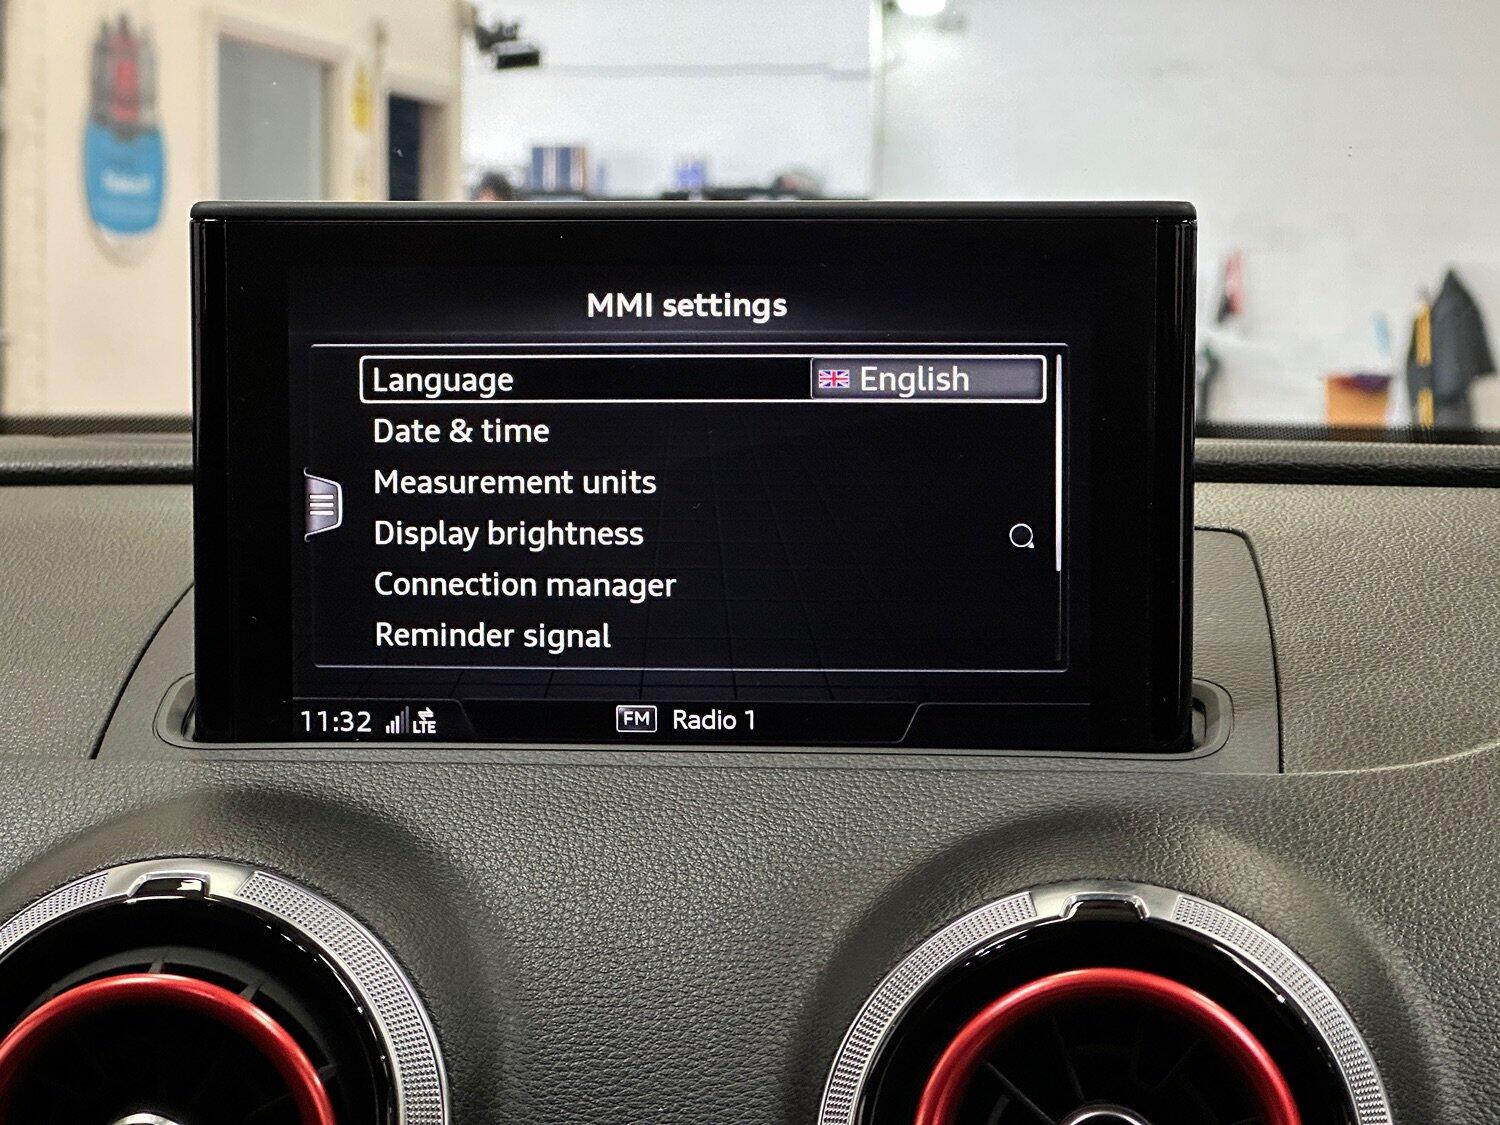 MMI settings
Language English
Date & time
Measurement units
Display brightness
Connection manager
Reminder signal
11:32 LTE FM Radio 1